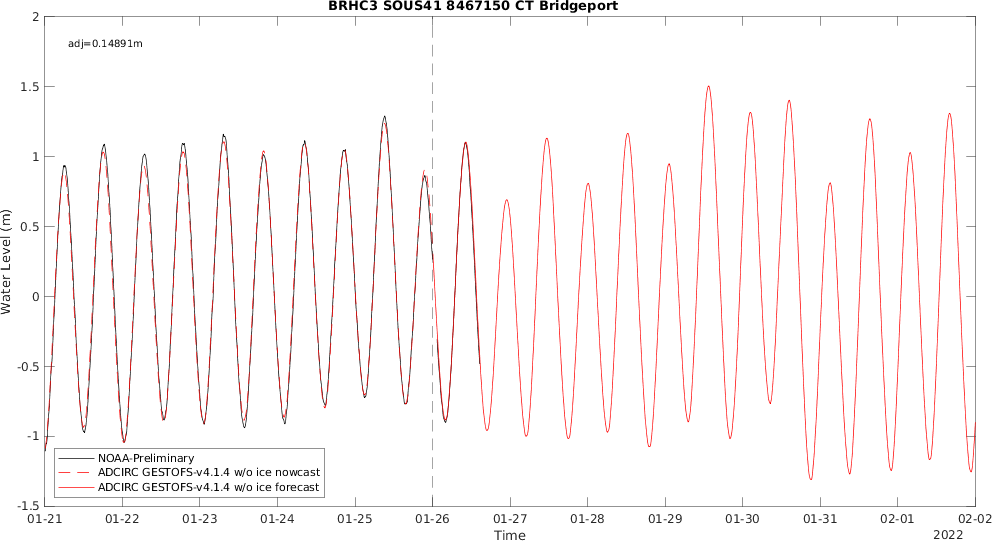 BRHC3 SOUS41 8467150 CT Bridgeport
adj=0.14891m
2
1.5
1
0.5
0
-0.5
-1
-1.5
Water Level (m)
NOAA-Preliminary
ADCIRC GESTOFS-v4.1.4 w/o ice nowcast
ADCIRC GESTOFS-v4.1.4 w/o ice forecast
01-21 01-22 01-23 01-24 01-25 01-26 01-27 01-28 01-29 01-30 01-31 02-01 02-02
Time
2022